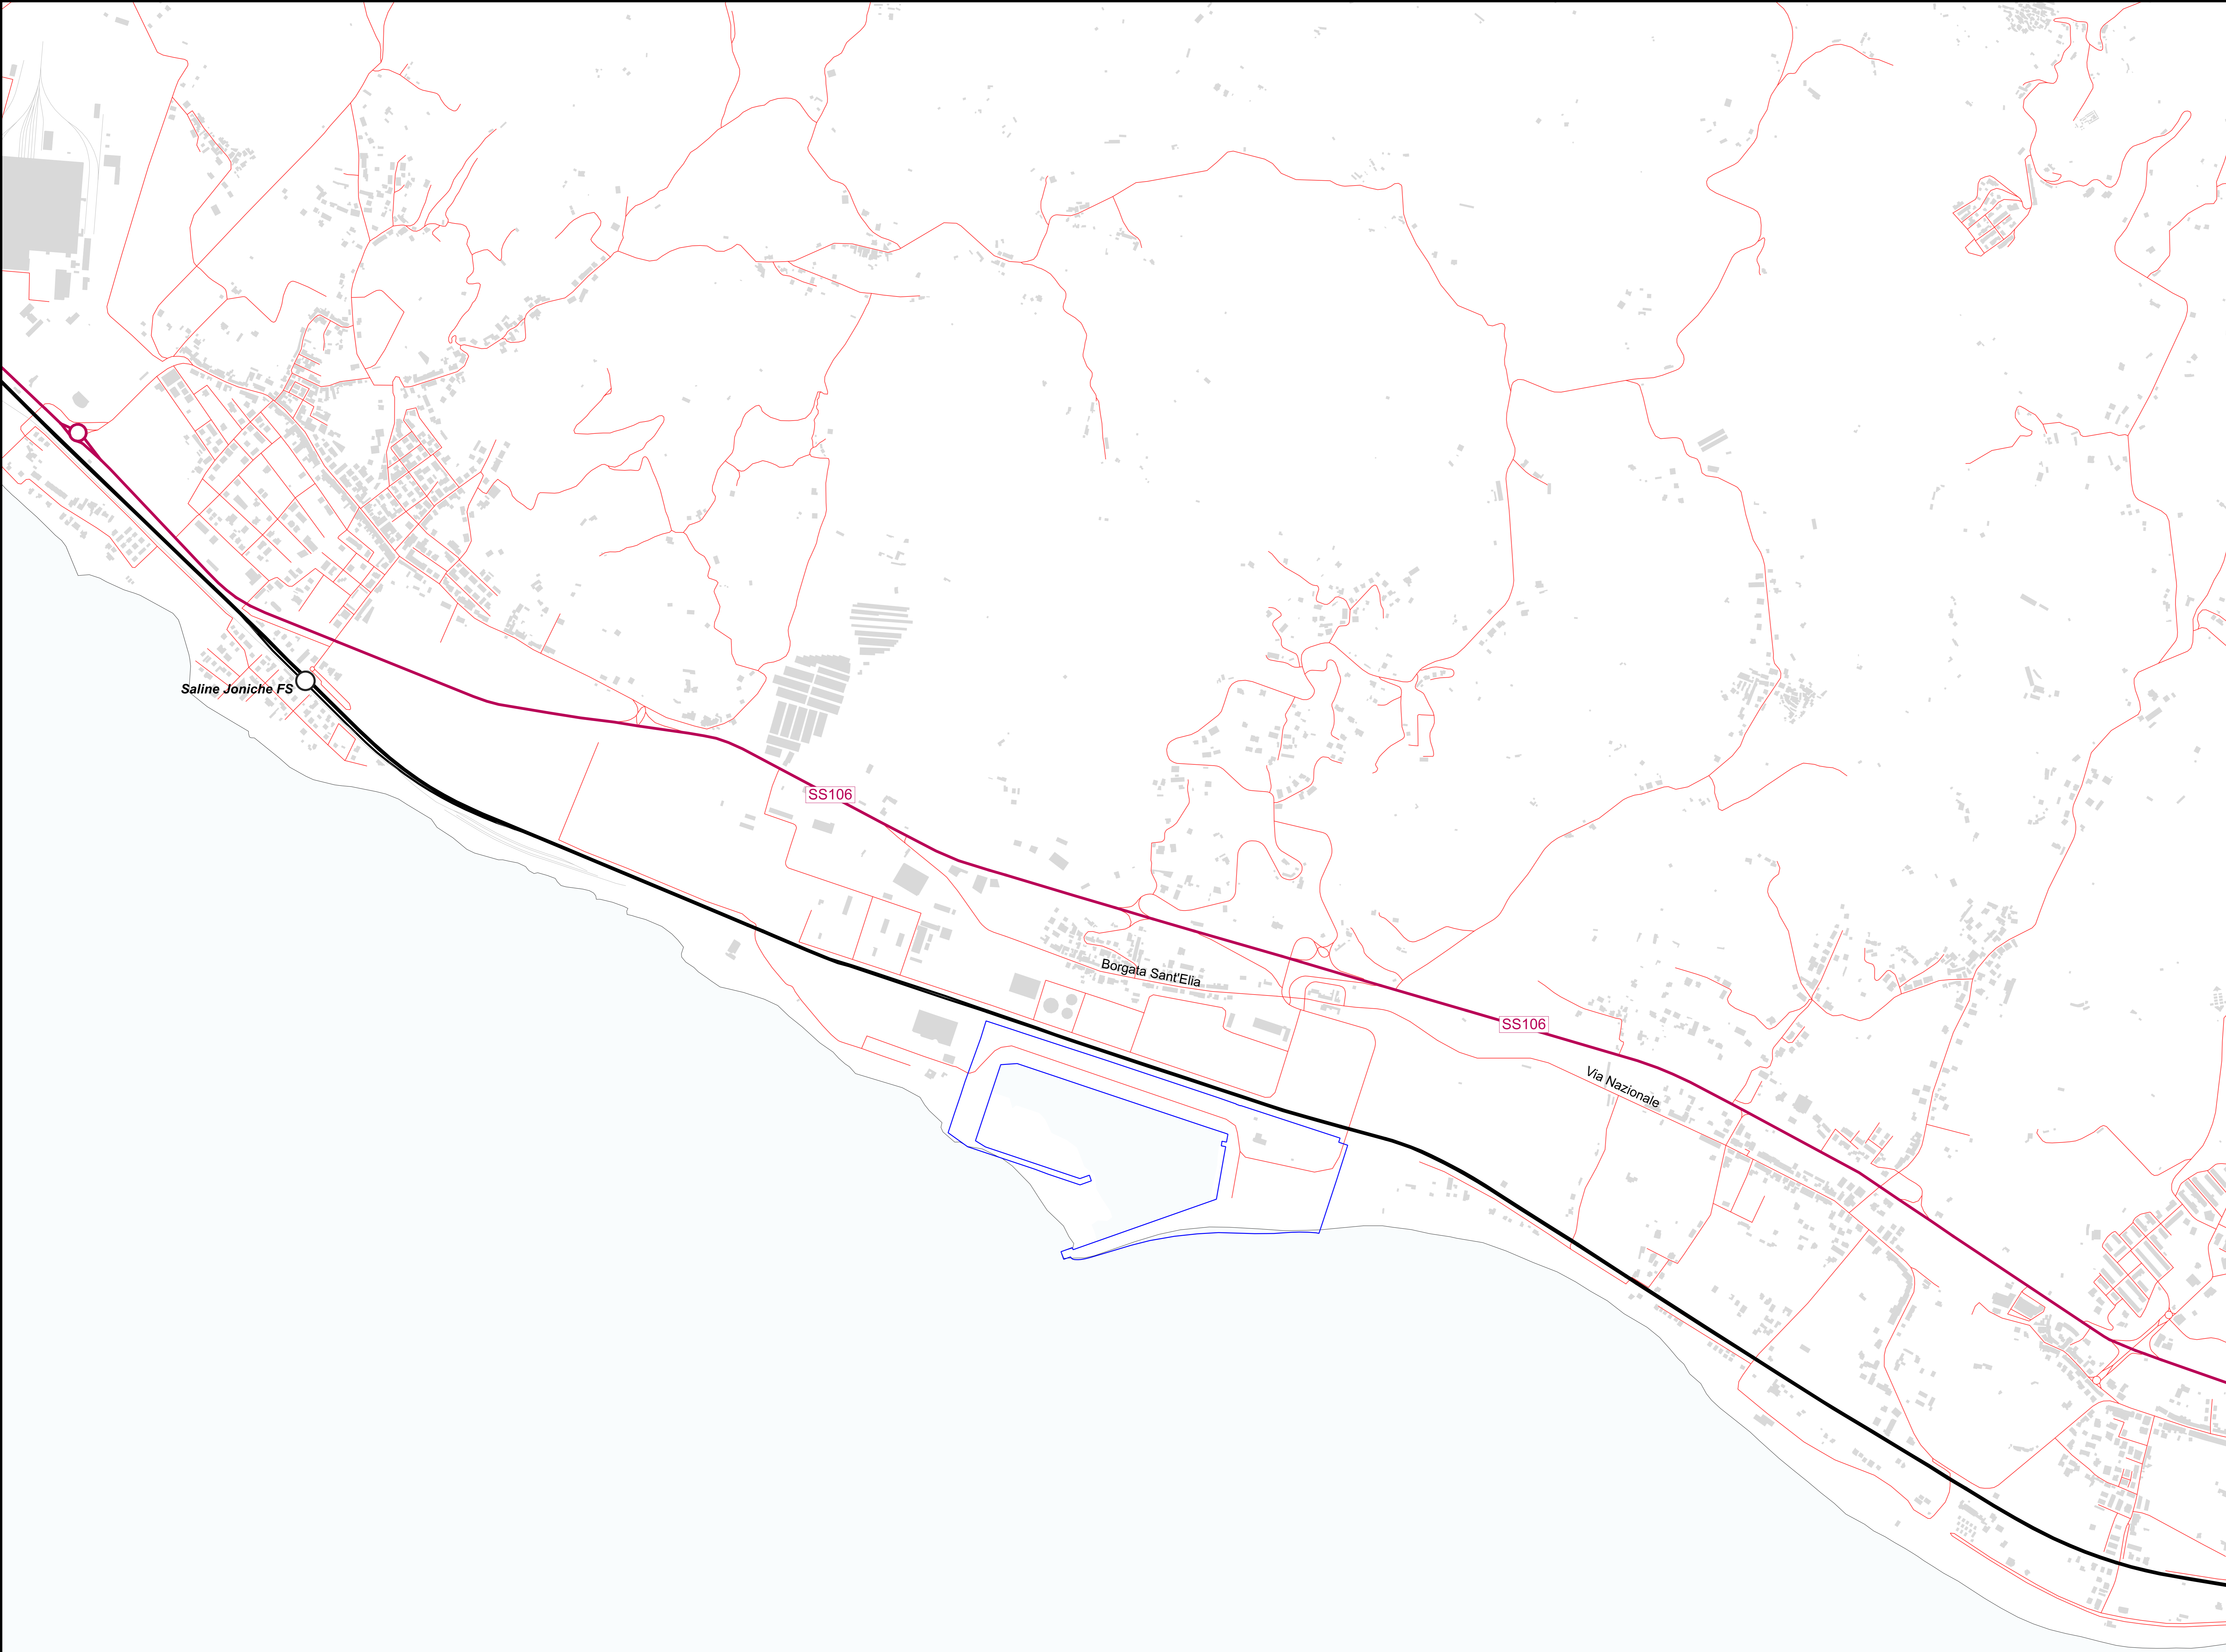 Saline Joniche FS
SS106
Borgata Sant'Elia
SS106
Via Nazionale